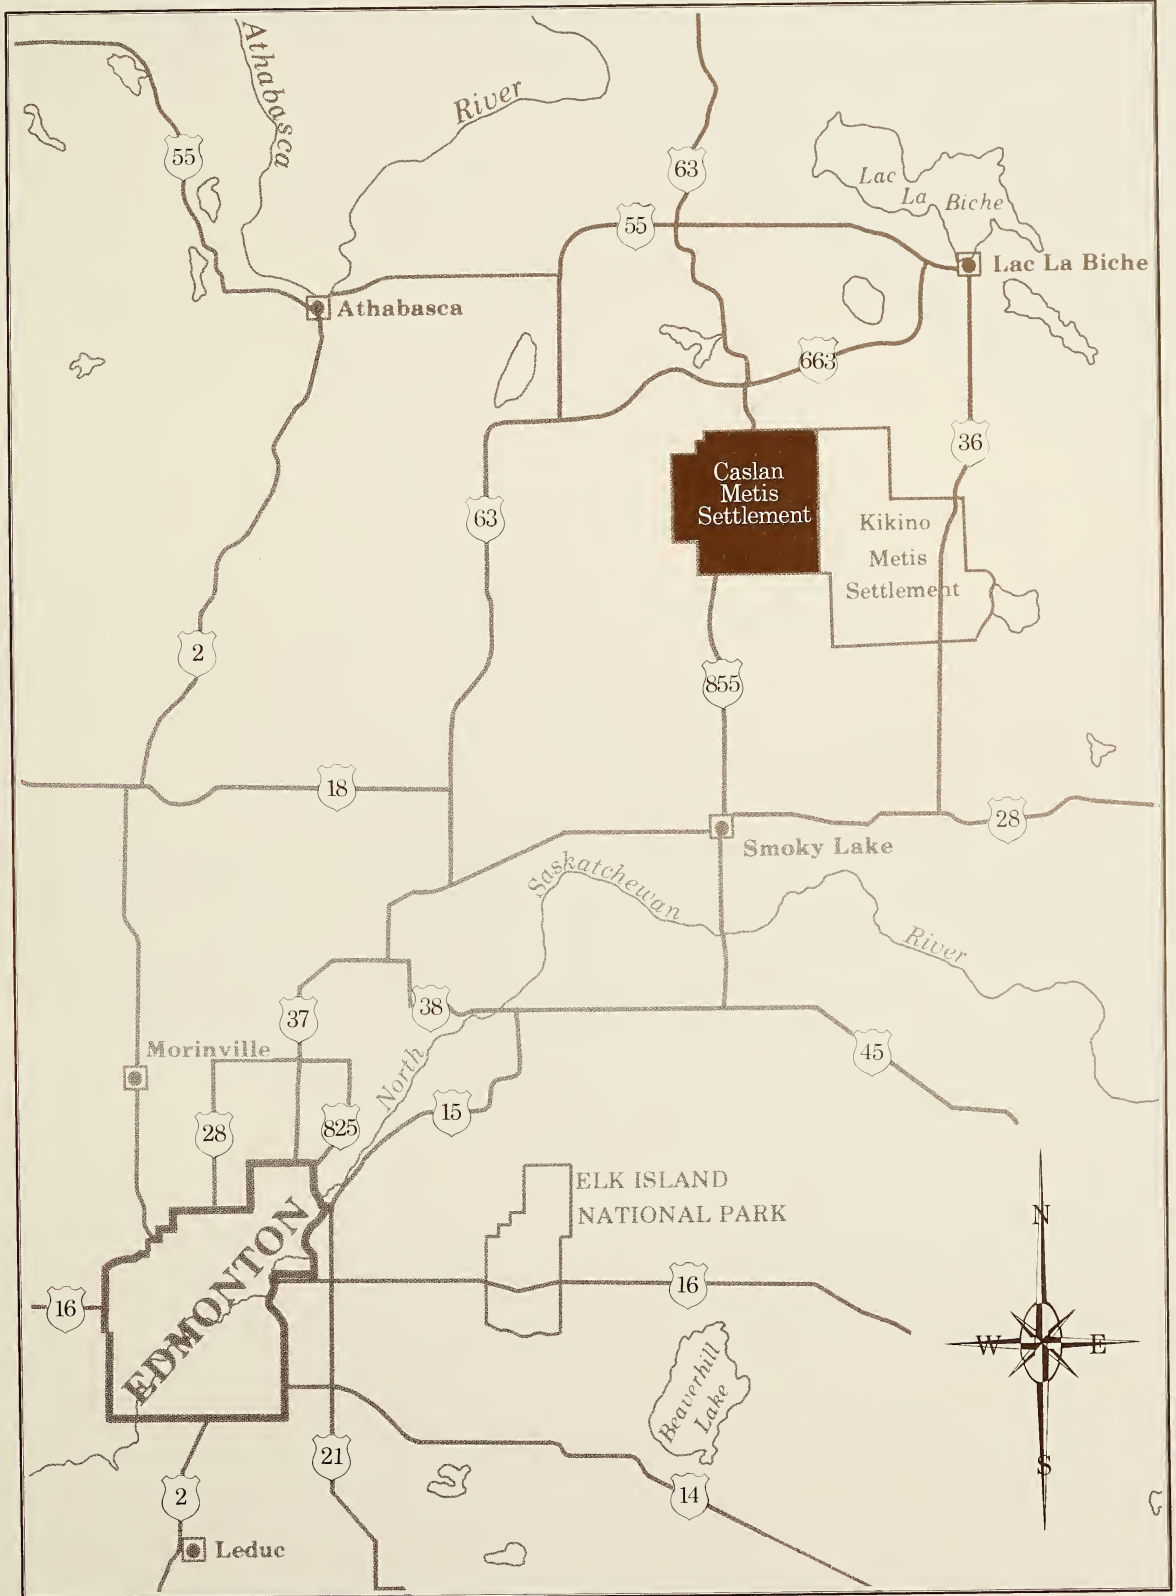 Athabasca
River
55
63
55
Lac
La Biche
Lac La Biche
Athabasca
663
36
Caslan
Metis
Settlement
Kikino
Metis
Settlement
63
2
855
18
28
Smoky Lake
Saskatchewan
River
38
37
45
Morinville
North
15
28
825
ELK ISLAND
NATIONAL PARK
N
EDMONTON
16
16
W
E
Beaverhill
Lake
21
S
2
14
Leduc